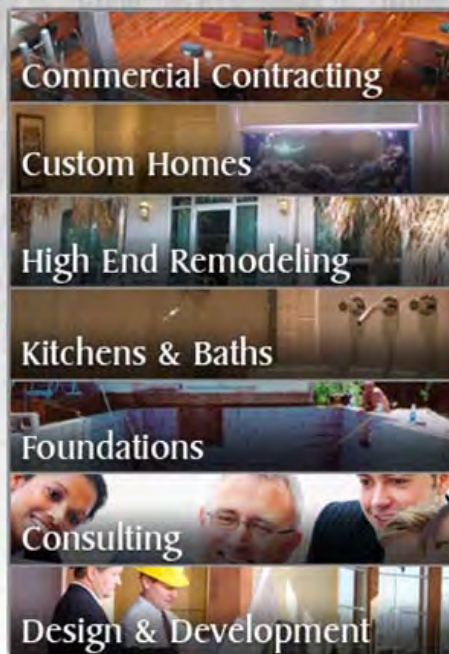 Commercial Contracting
Custom Homes
High End Remodeling
Kitchens & Baths
Foundations
Consulting
Design & Development